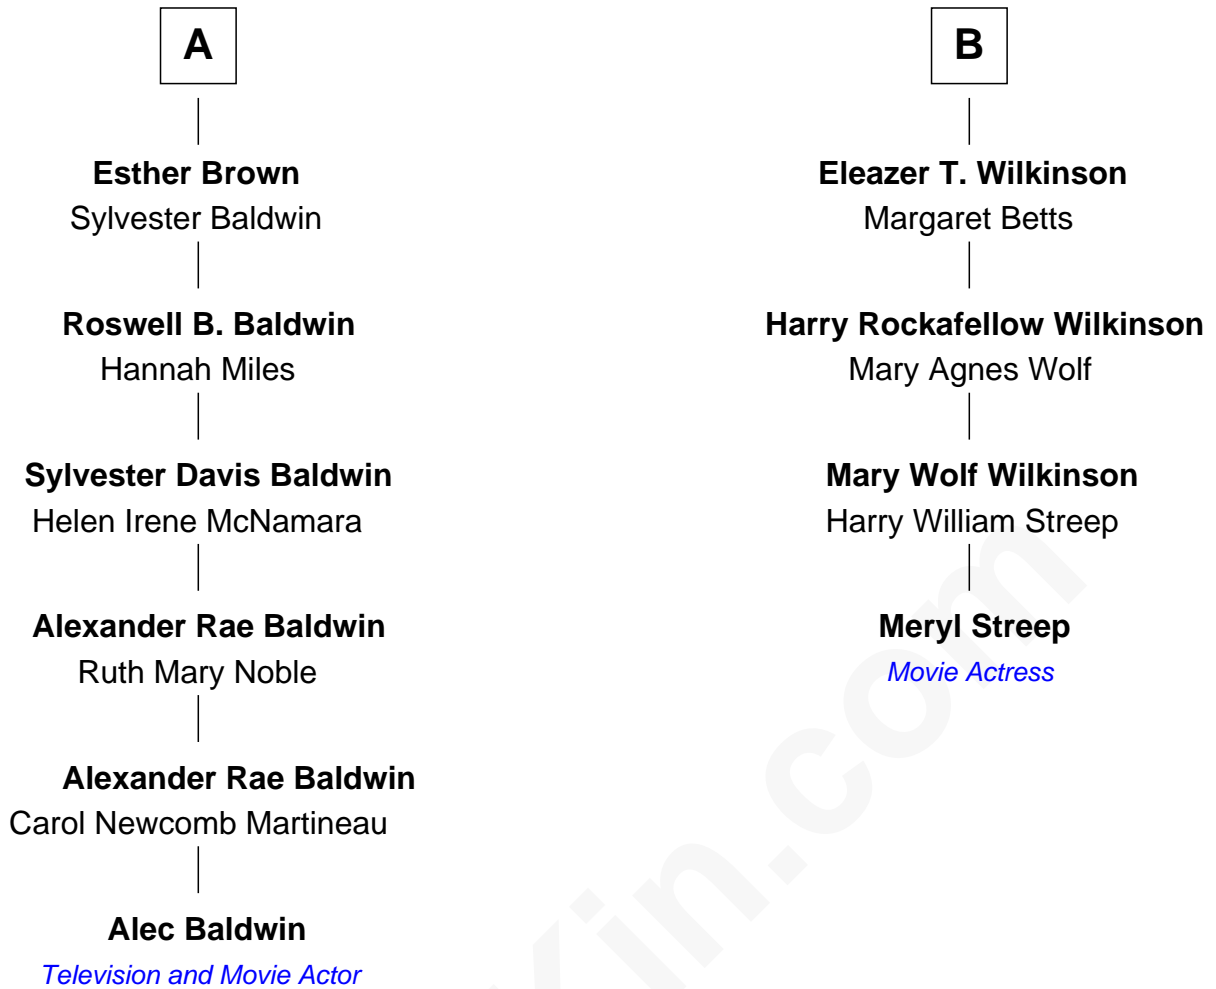 A
Esther Brown
Sylvester Baldwin
Roswell B. Baldwin
Hannah Miles
Sylvester Davis Baldwin
Helen Irene McNamara
Alexander Rae Baldwin
Ruth Mary Noble
Alexander Rae Baldwin
Carol Newcomb Martineau
Alec Baldwin
Television and Movie Actor
B
Eleazer T. Wilkinson
Margaret Betts
Harry Rockafellow Wilkinson
Mary Agnes Wolf
Mary Wolf Wilkinson
Harry William Streep
Meryl Streep
Movie Actress
Kin.com